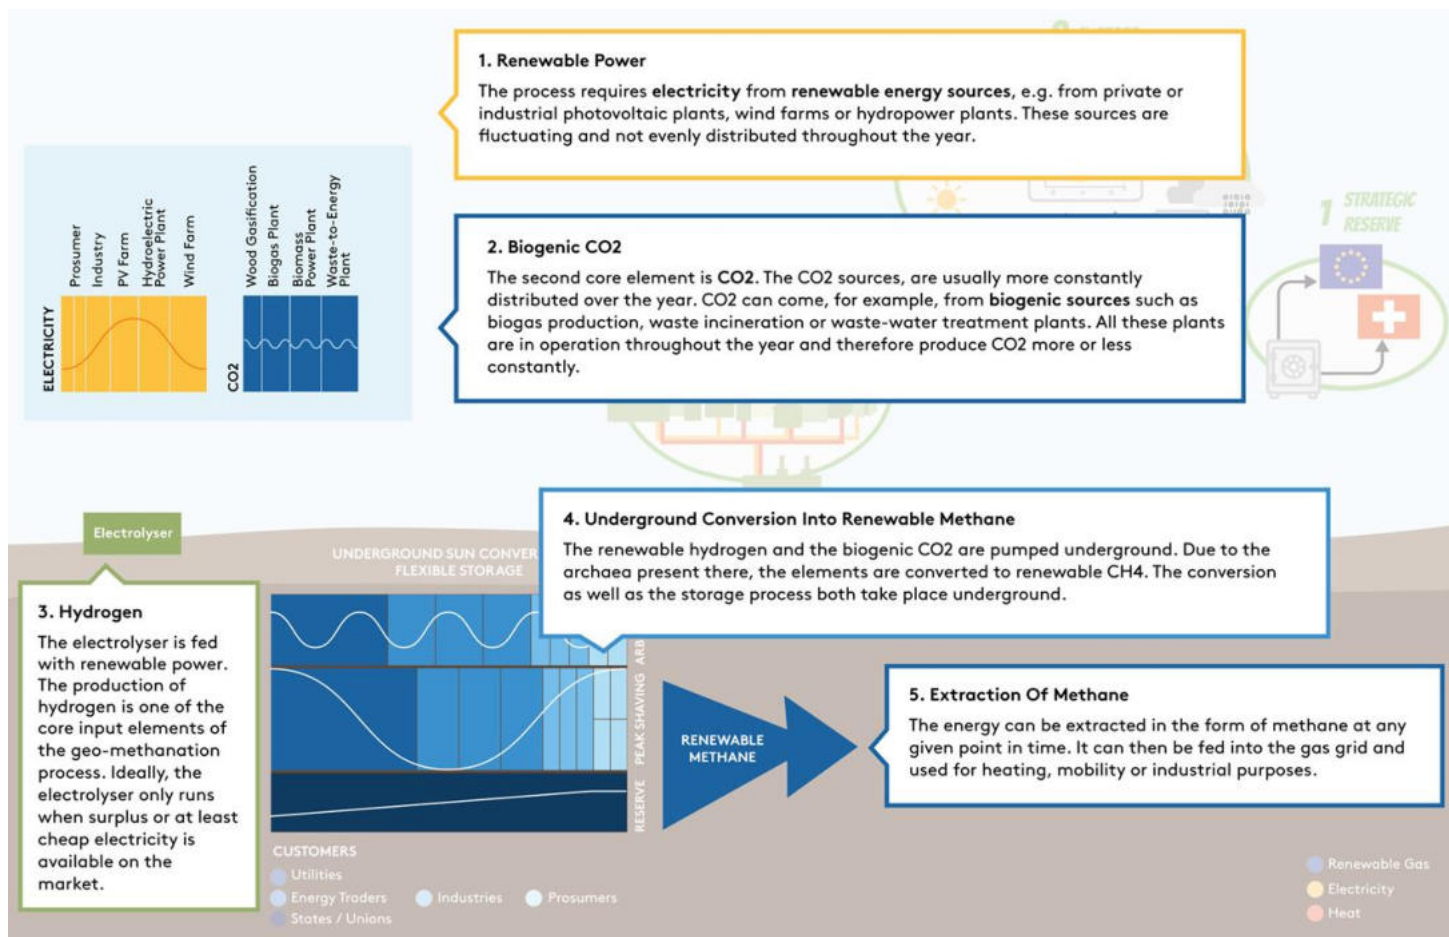 1. Renewable Power
The process requires electricity from renewable energy sources, e.g. from private or
industrial photovoltaic plants, wind farms or hydropower plants. These sources are
fluctuating and not evenly distributed throughout the year.
1 STRATEGIC
RESERVE
Prosumer
Industry
PV Farm
Hydroelectric
Power Plant
Wind Farm
ELECTRICITY
Wood Gasification
Biogas Plant
Biomass
Power Plant
Waste-to-Energy
Plant
CO2
2. Biogenic CO2
The second core element is CO2. The CO2 sources, are usually more constantly
distributed over the year. CO2 can come, for example, from biogenic sources such as
biogas production, waste incineration or waste-water treatment plants. All these plants
are in operation throughout the year and therefore produce CO2 more or less
constantly.
Electrolyser
3. Hydrogen
The electrolyser is fed
with renewable power.
The production of
hydrogen is one of the
core input elements of
the geo-methanation
process. Ideally, the
electrolyser only runs
when surplus or at least
cheap electricity is
available on the
market.
UNDERGROUND SUN CONVER
FLEXIBLE STORAGE
4. Underground Conversion Into Renewable Methane
The renewable hydrogen and the biogenic CO2 are pumped underground. Due to the
archaea present there, the elements are converted to renewable CH4. The conversion
as well as the storage process both take place underground.
ARB
PEAK SHAVING
RESERVE
RENEWABLE
METHANE
5. Extraction Of Methane
The energy can be extracted in the form of methane at any
given point in time. It can then be fed into the gas grid and
used for heating, mobility or industrial purposes.
CUSTOMERS
Utilities
Energy Traders
Industries
Prosumers
States / Unions
Renewable Gas
Electricity
Heat